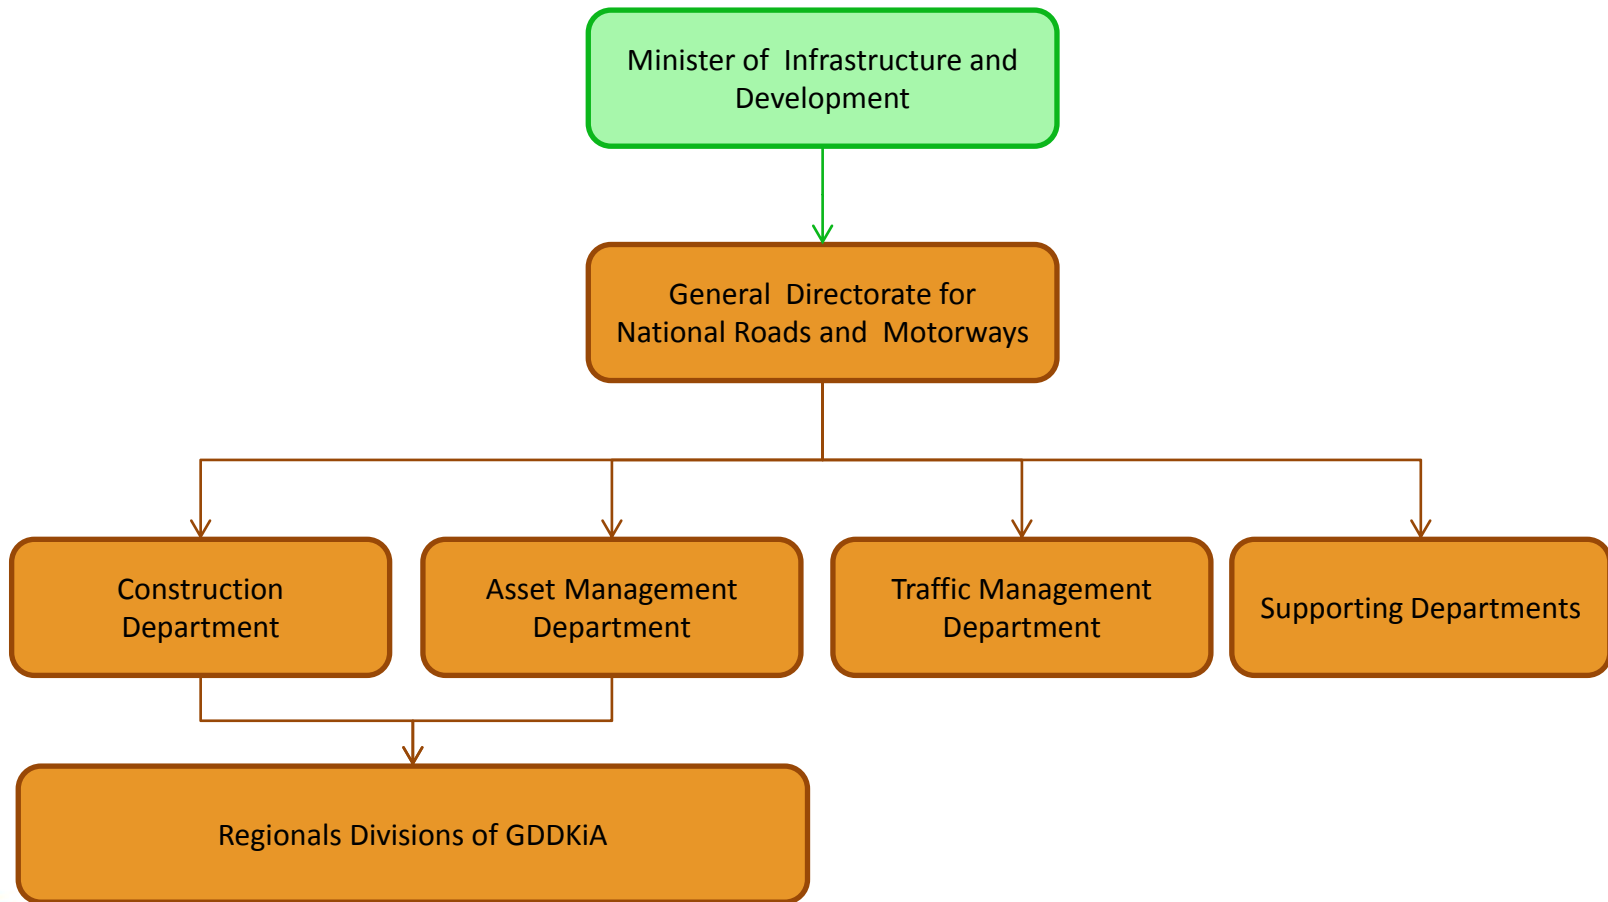 Minister of Infrastructure and
Development
General Directorate for
National Roads and Motorways
Construction
Department
Asset Management
Department
Traffic Management
Department
Supporting Departments
Regionals Divisions of GDDKiA